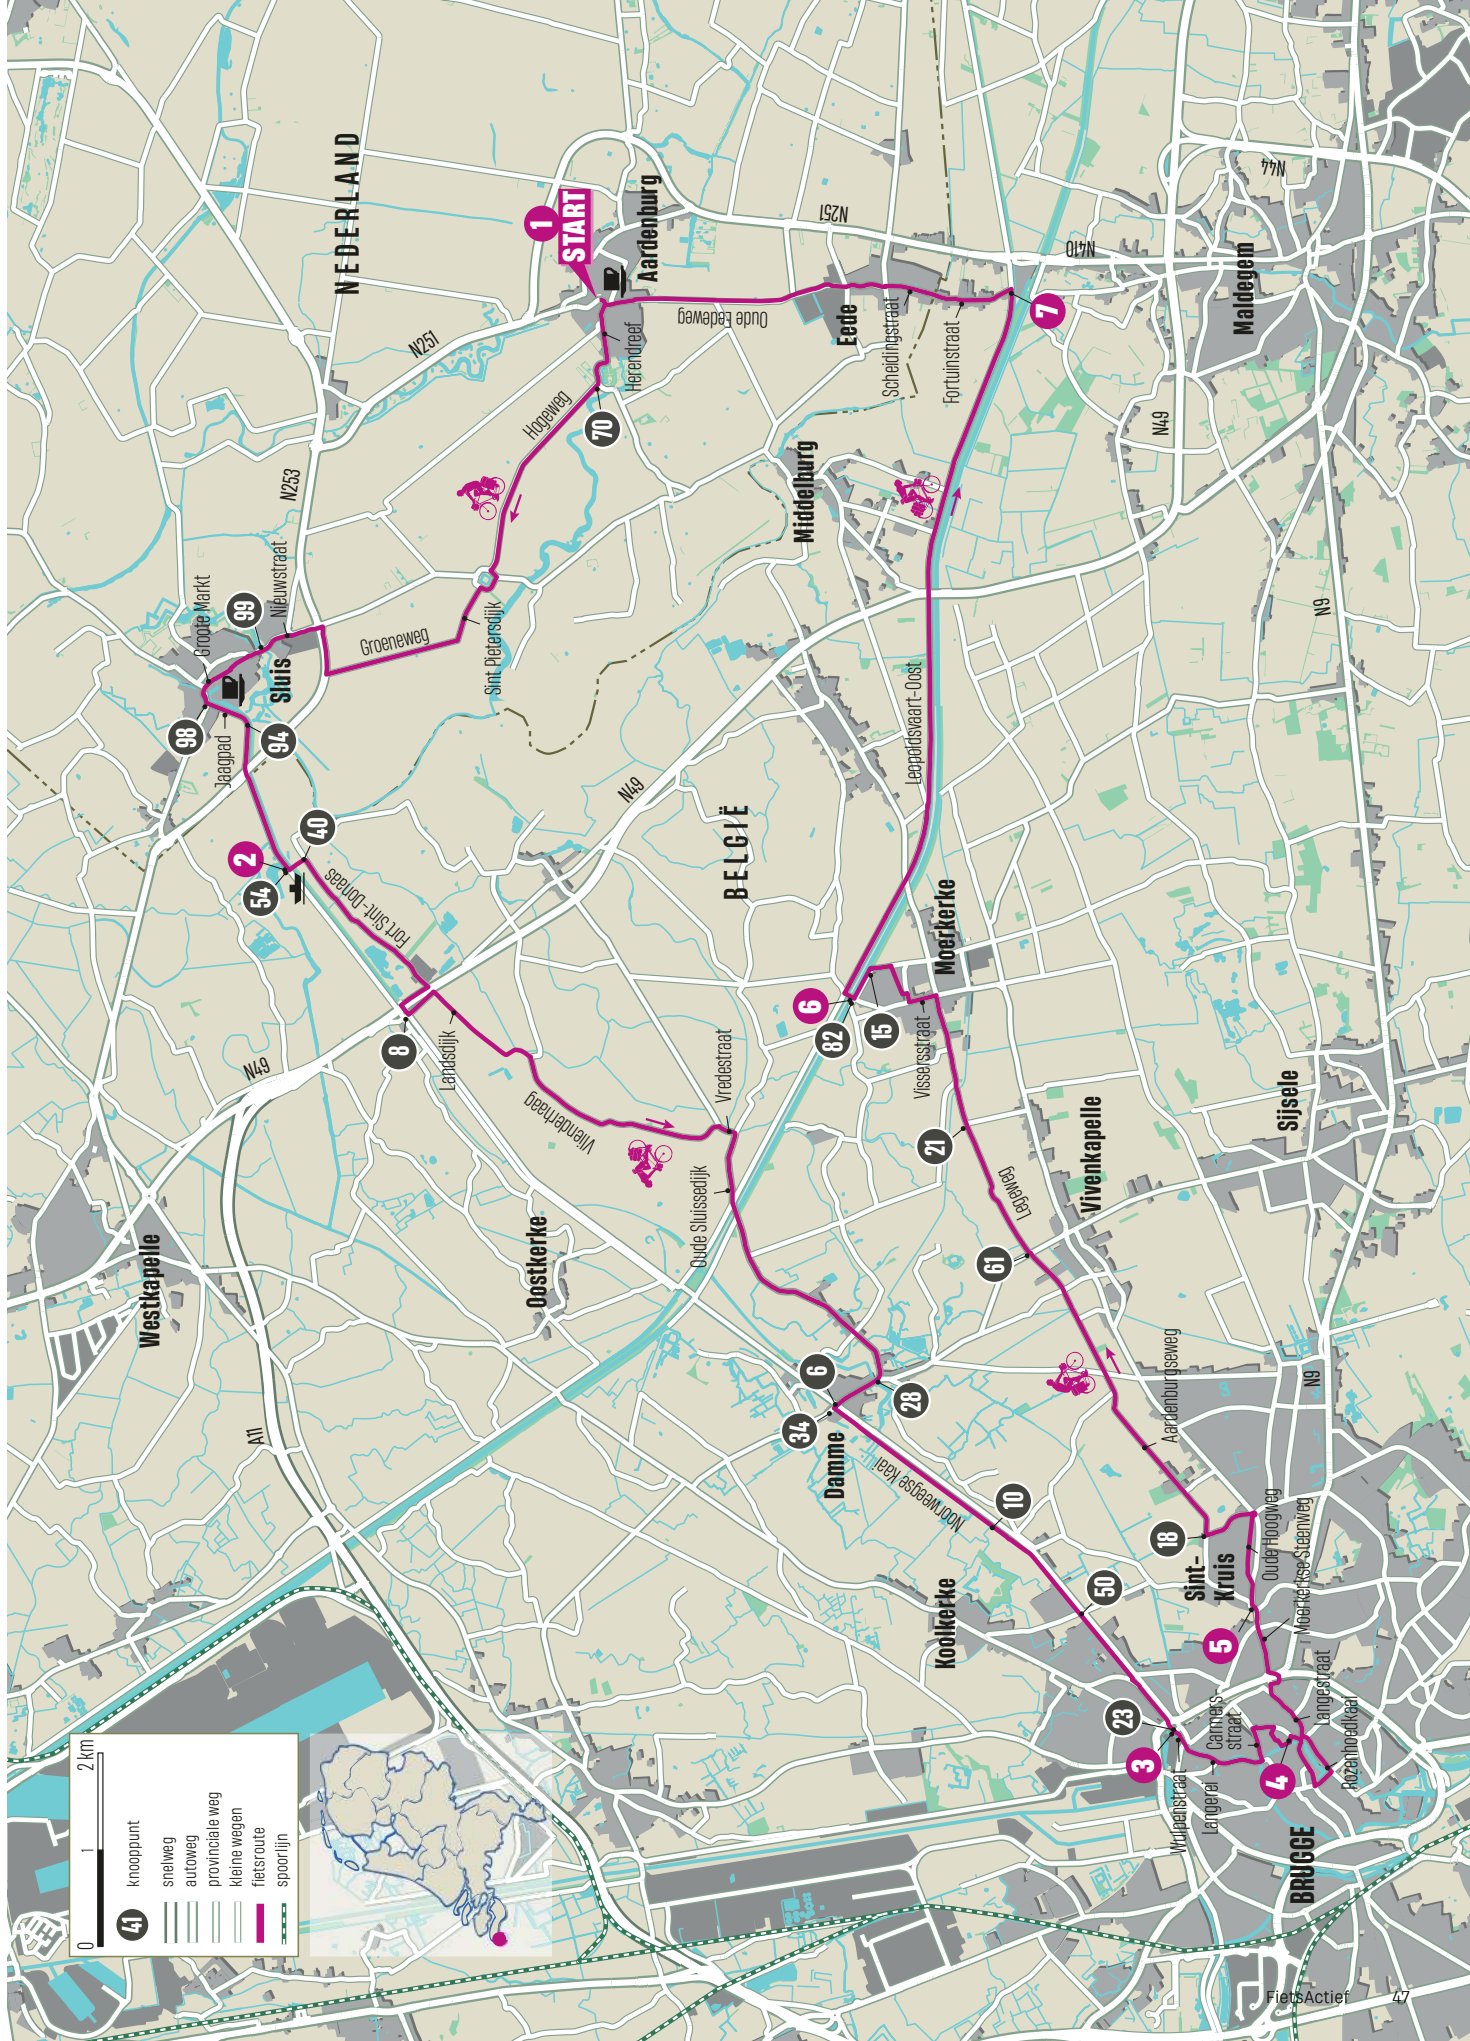 0 1 2 km
41 knooppunt
snelweg
autoweg
provinciale weg
kleine wegen
fietsroute
spoorlijn
NEDERLAND
BELGIË
1
START
Aardenburg
Herendreef
70
Hogeweg
N251
N253
Sint Pietersdijk
Groeneweg
Nieuwstraat
99
Groote Markt
Sluis
98
Jaagpad
94
2
54
40
Fort Sint-Donaas
8
N49
Landsdijk
Vlienderhaag
Vredestraat
Oude Sluissedijk
Westkapelle
Oostkerke
A11
N49
28
6
34
Damme
Noorweegse Kaai
10
Koolkerke
50
23
3
Wulpenstraat
Langerei
Carmers-
straat
4
BRUGGE
Rozenhoedkaai
Langestraat
Moerkerkse Steenweg
5
Oude Hoogweg
Sint-
Kruis
18
Aardenburgseweg
N9
61
Legeweg
Vivenkapelle
Sijsele
21
Vissersstraat
Moerkerke
15
82
6
Leopoldsvaart-Oost
Middelburg
N49
N9
7
Fortuinstraat
Scheidingstraat
Eede
Oude Eedeweg
N251
N410
N44
Maldegem
FietsActief 47